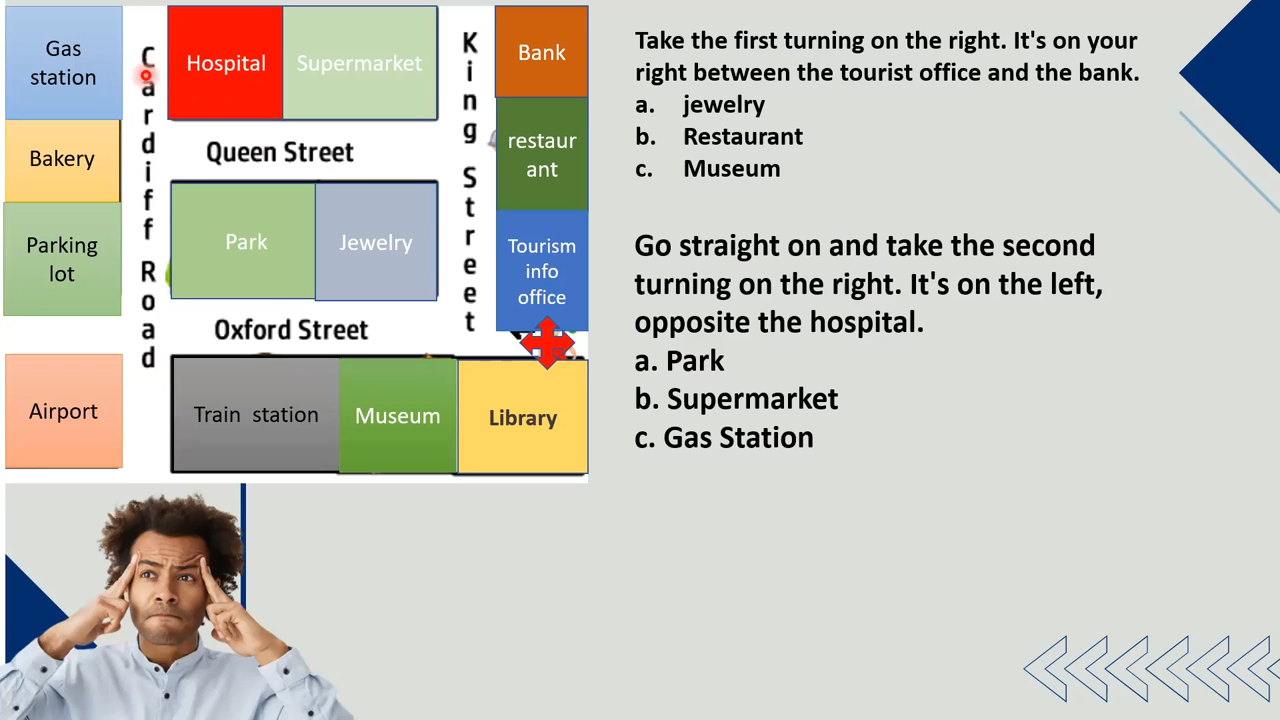 Gas
station
Bakery
Parking
lot
Airport
Cardiff Road
Hospital
Supermarket
Queen Street
Park
Jewelry
Oxford Street
Train station
Museum
Library
King Street
Bank
restaur
ant
Tourism
info
office
Take the first turning on the right. It's on your
right between the tourist office and the bank.
a. jewelry
b. Restaurant
c. Museum
Go straight on and take the second
turning on the right. It's on the left,
opposite the hospital.
a. Park
b. Supermarket
c. Gas Station